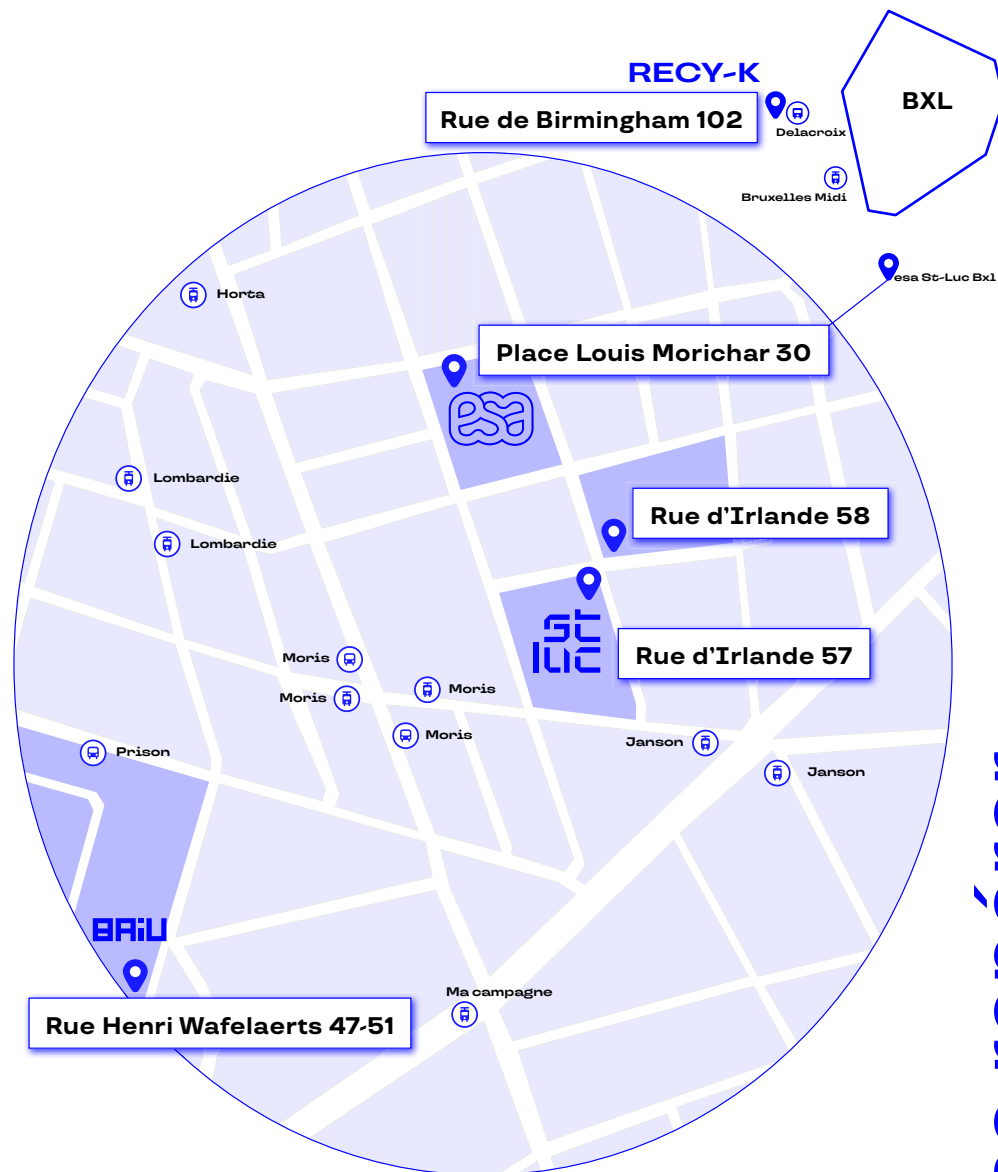 RECY-K
BXL
Rue de Birmingham 102
Delacroix
Bruxelles Midi
esa St-Luc Bxl
Horta
Place Louis Morichar 30
esa
Lombardie
Rue d’Irlande 58
Lombardie
st
luc
Rue d’Irlande 57
Moris
Moris
Moris
Moris
Janson
Prison
Janson
BAiU
Ma campagne
Rue Henri Wafelaerts 47-51